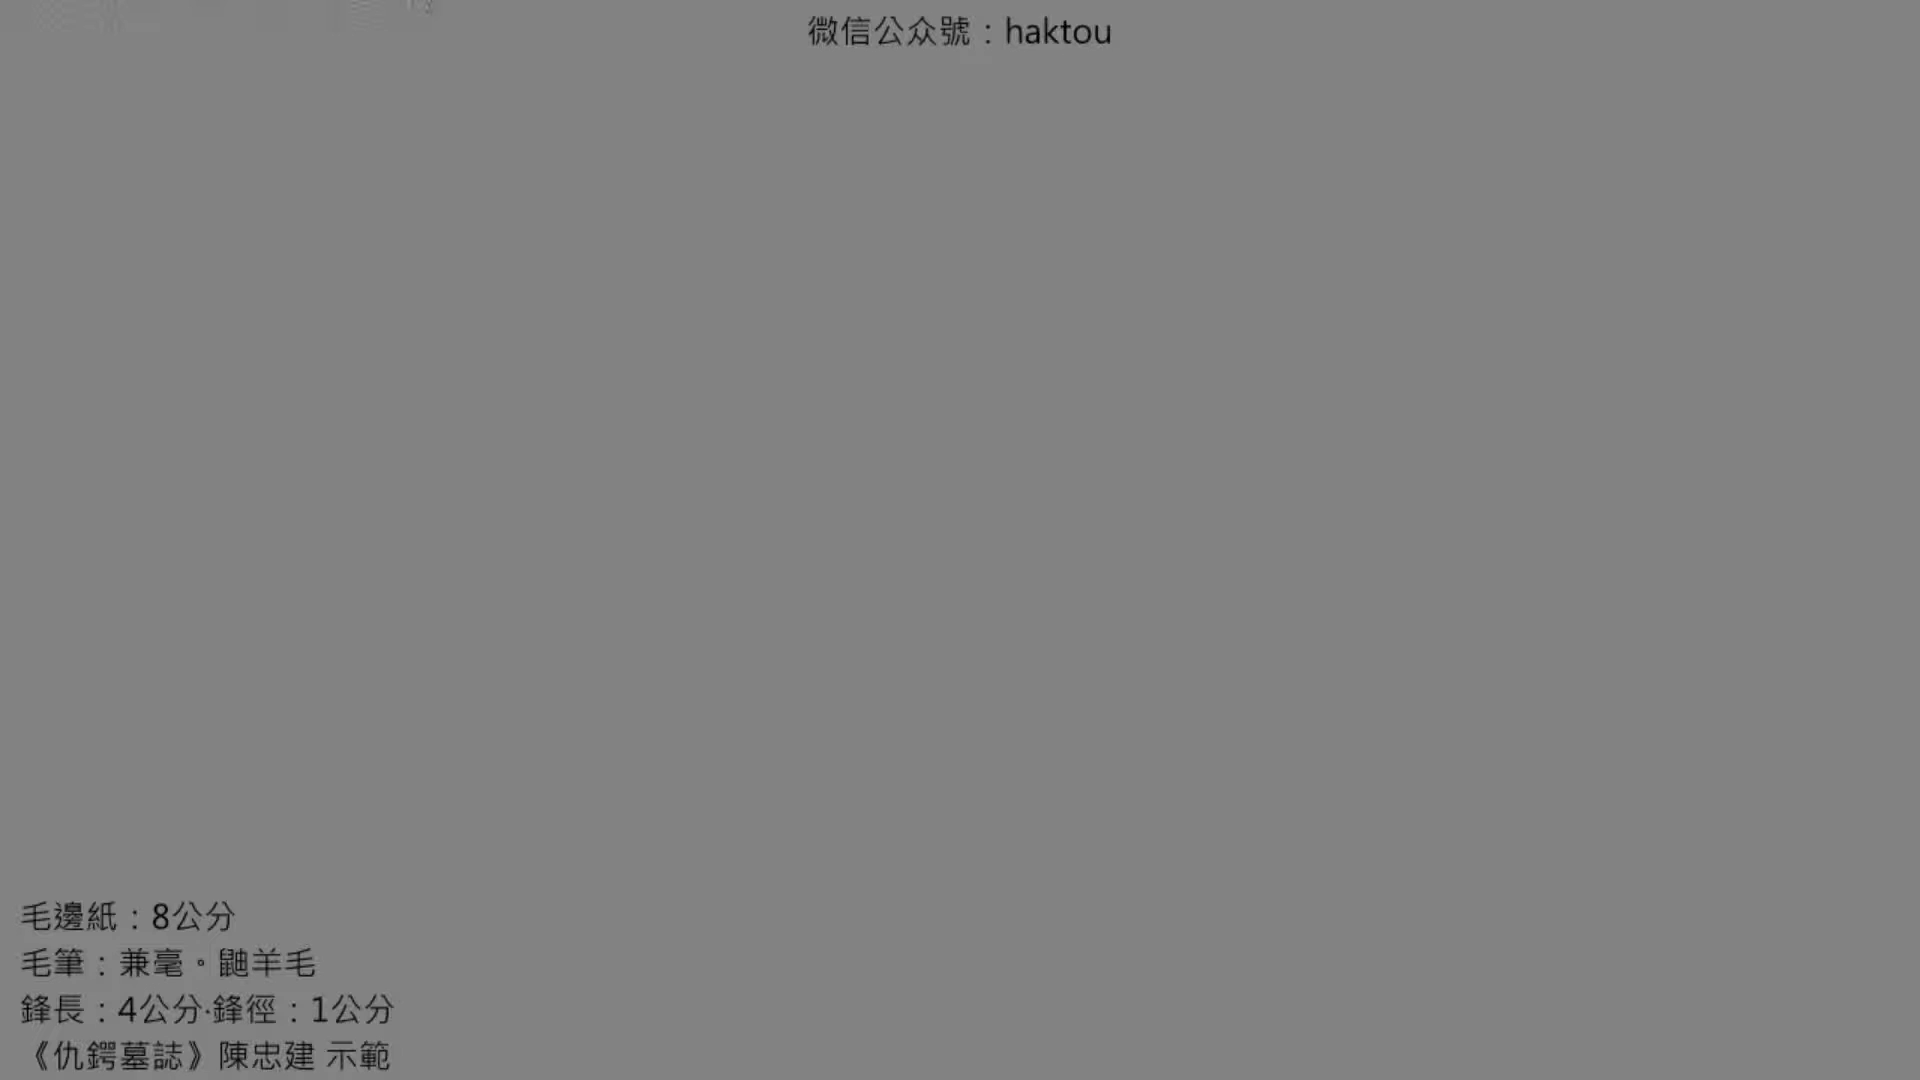 微信公众號：haktou
毛邊紙：8公分
毛筆：兼毫。鼬羊毛
鋒長：4公分·鋒徑：1公分
《仇鍔墓誌》陳忠建 示範